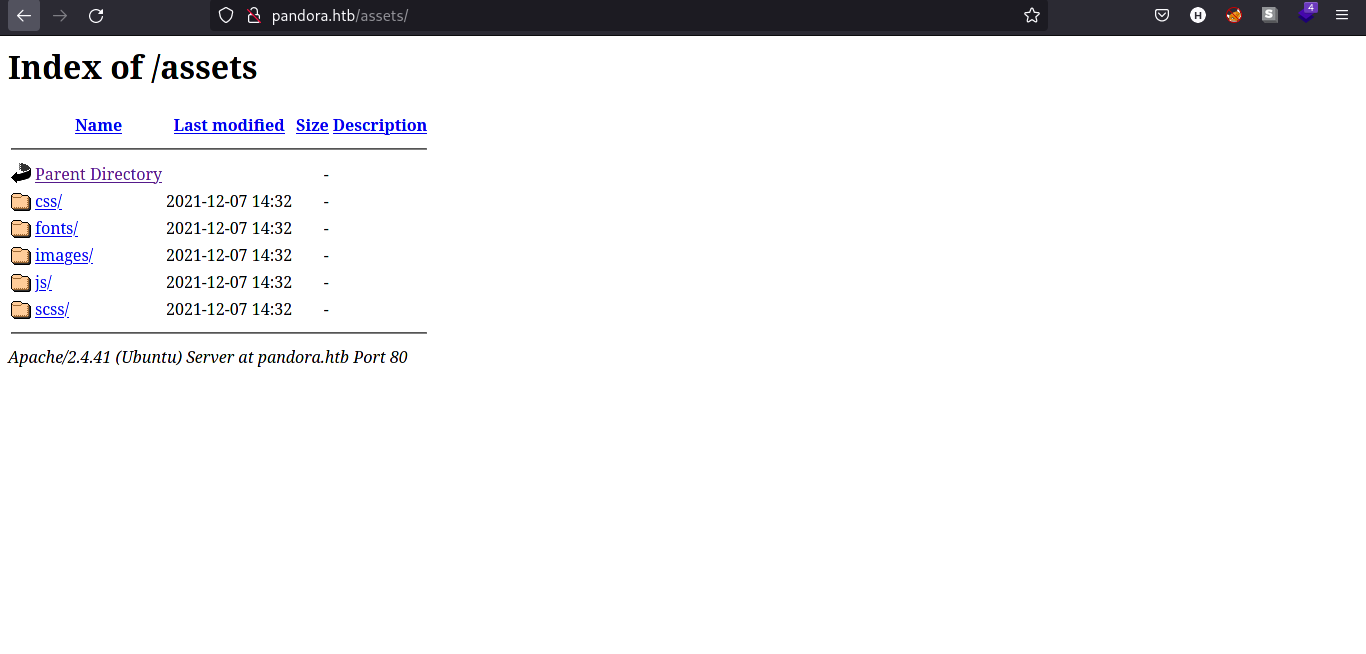 pandora.htb/assets/
H
S
4
Index of /assets
Name Last modified Size Description
Parent Directory -
css/ 2021-12-07 14:32 -
fonts/ 2021-12-07 14:32 -
images/ 2021-12-07 14:32 -
js/ 2021-12-07 14:32 -
scss/ 2021-12-07 14:32 -
Apache/2.4.41 (Ubuntu) Server at pandora.htb Port 80